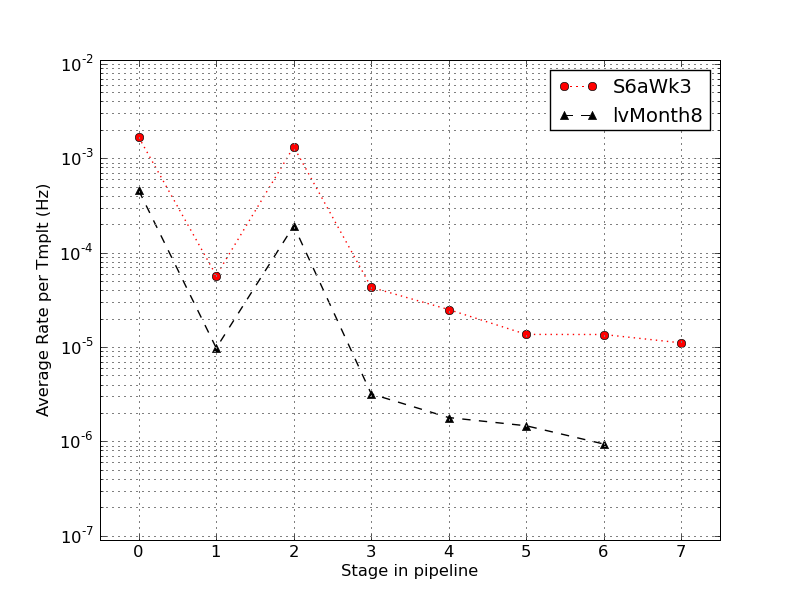 10^-2
10^-3
10^-4
10^-5
10^-6
10^-7
Average Rate per Tmplt (Hz)
S6aWk3
lvMonth8
0 1 2 3 4 5 6 7
Stage in pipeline